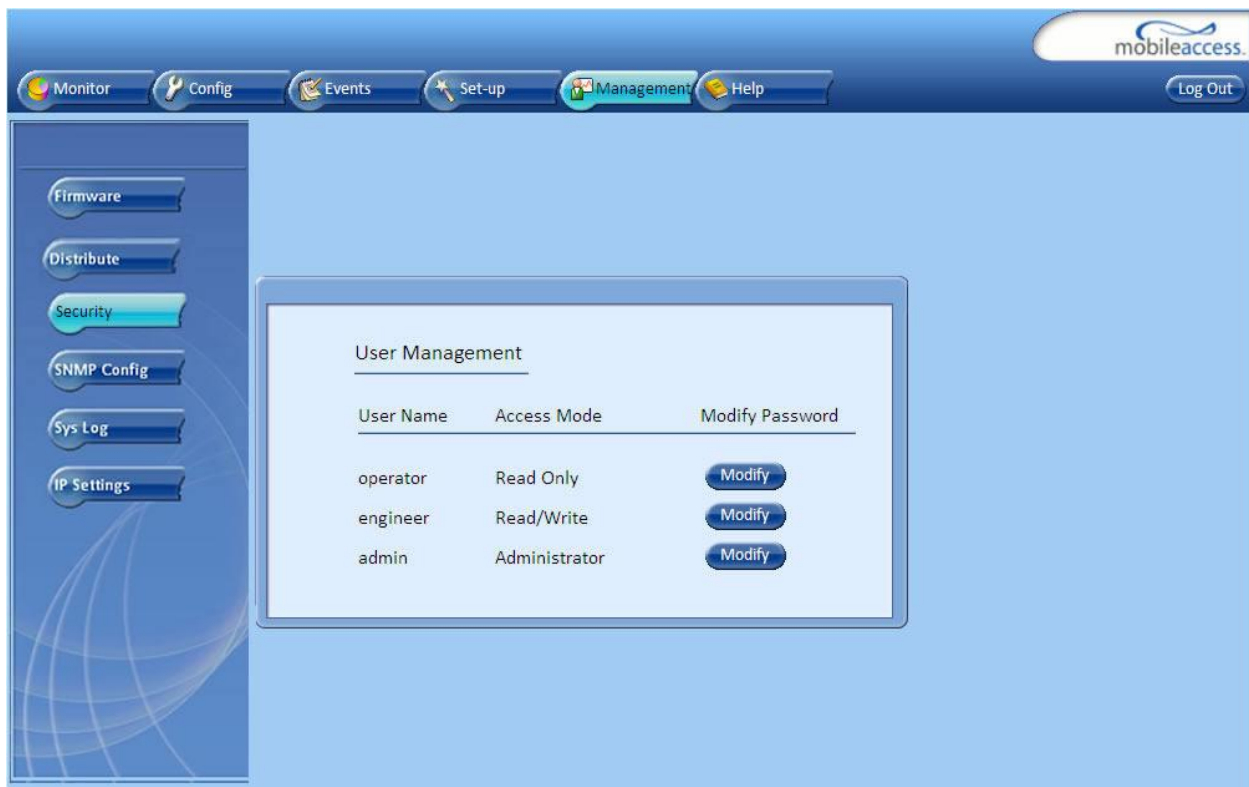 mobileaccess.
Monitor Config Events Set-up Management Help Log Out
Firmware
Distribute
Security
SNMP Config
Sys Log
IP Settings
User Management
User Name Access Mode Modify Password
operator Read Only Modify
engineer Read/Write Modify
admin Administrator Modify